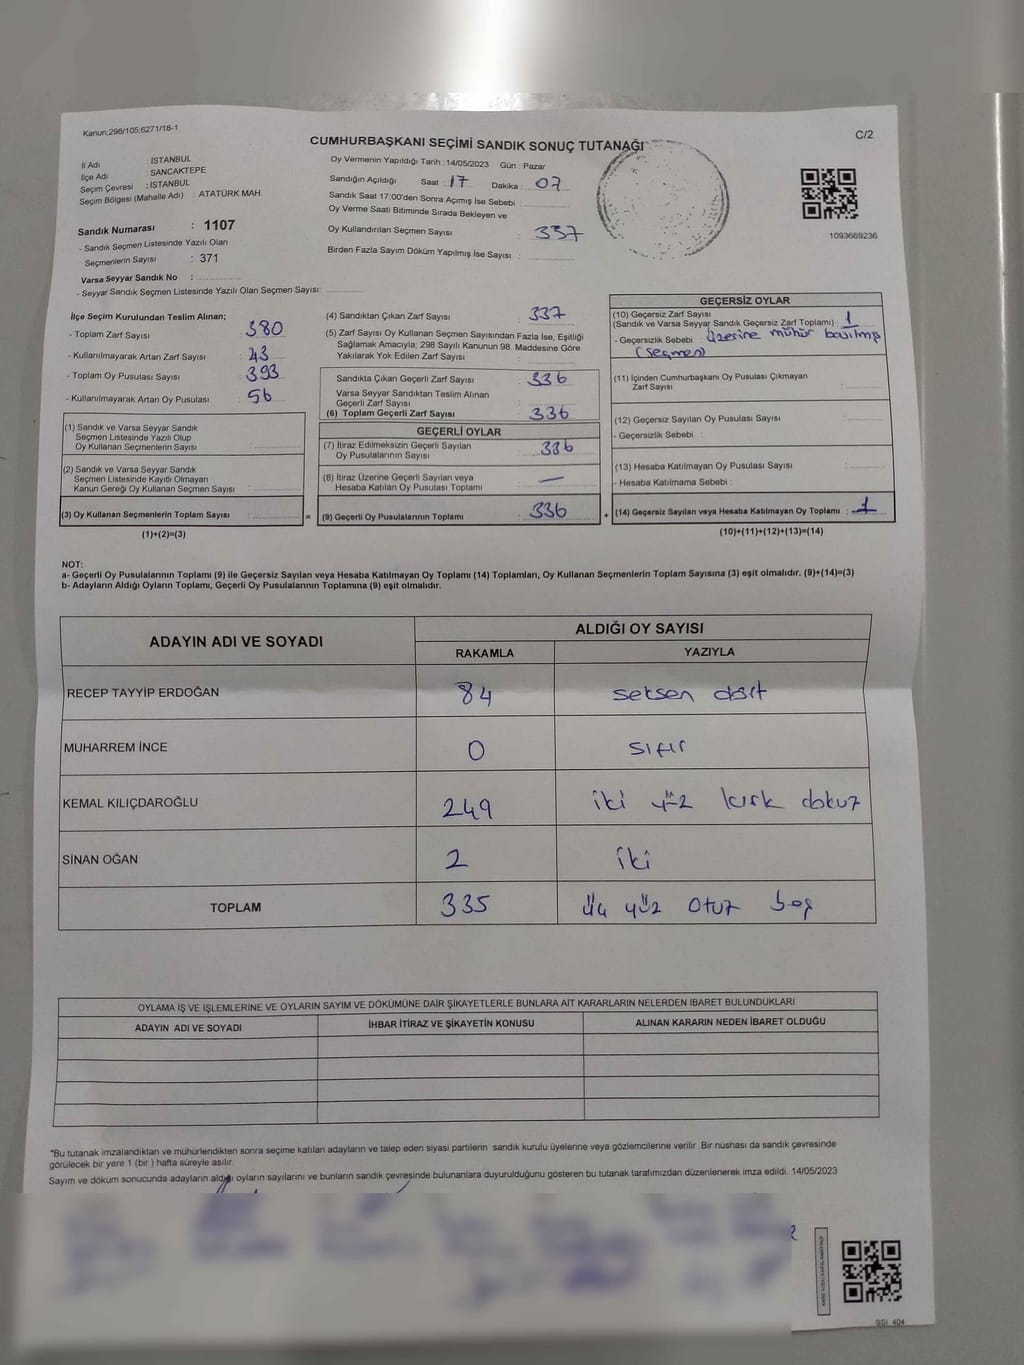 Kanun;298/105;6271/18-1
C/2
CUMHURBAŞKANI SEÇİMİ SANDIK SONUÇ TUTANAĞI
İl Adı : İSTANBUL
İlçe Adı : SANCAKTEPE
Seçim Çevresi : İSTANBUL
Seçim Bölgesi (Mahalle Adı) : ATATÜRK MAH.
Sandık Numarası : 1107
- Sandık Seçmen Listesinde Yazılı Olan
Seçmenlerin Sayısı : 371
Varsa Seyyar Sandık No :
- Seyyar Sandık Seçmen Listesinde Yazılı Olan Seçmen Sayısı:
Oy Vermenin Yapıldığı Tarih : 14/05/2023 Gün : Pazar
Sandığın Açıldığı Saat : 17 Dakika : 07
Sandık Saat 17:00'den Sonra Açımış İse Sebebi :
Oy Verme Saati Bitiminde Sırada Bekleyen ve
Oy Kullandırılan Seçmen Sayısı : 337
Birden Fazla Sayım Döküm Yapılmış İse Sayısı :
1093669236
İlçe Seçim Kurulundan Teslim Alınan;
- Toplam Zarf Sayısı : 380
- Kullanılmayarak Artan Zarf Sayısı : 43
- Toplam Oy Pusulası Sayısı : 393
- Kullanılmayarak Artan Oy Pusulası : 56
(1) Sandık ve Varsa Seyyar Sandık
Seçmen Listesinde Yazılı Olup
Oy Kullanan Seçmenlerin Sayısı :
(2) Sandık ve Varsa Seyyar Sandık
Seçmen Listesinde Kayıtlı Olmayan
Kanun Gereği Oy Kullanan Seçmen Sayısı :
(3) Oy Kullanan Seçmenlerin Toplam Sayısı :
(1)+(2)=(3)
(4) Sandıktan Çıkan Zarf Sayısı : 337
(5) Zarf Sayısı Oy Kullanan Seçmen Sayısından Fazla İse, Eşitliği
Sağlamak Amacıyla; 298 Sayılı Kanunun 98. Maddesine Göre
Yakılarak Yok Edilen Zarf Sayısı :
Sandıkta Çıkan Geçerli Zarf Sayısı : 336
Varsa Seyyar Sandıktan Teslim Alınan
Geçerli Zarf Sayısı :
(6) Toplam Geçerli Zarf Sayısı : 336
GEÇERLİ OYLAR
(7) İtiraz Edilmeksizin Geçerli Sayılan
Oy Pusulalarının Sayısı : 336
(8) İtiraz Üzerine Geçerli Sayılan veya
Hesaba Katılan Oy Pusulası Toplamı : —
= (9) Geçerli Oy Pusulalarının Toplamı : 336
GEÇERSİZ OYLAR
(10) Geçersiz Zarf Sayısı
(Sandık ve Varsa Seyyar Sandık Geçersiz Zarf Toplamı) : 1
- Geçersizlik Sebebi : Üzerine mühür basılmış
(seçmen)
(11) İçinden Cumhurbaşkanı Oy Pusulası Çıkmayan
Zarf Sayısı :
(12) Geçersiz Sayılan Oy Pusulası Sayısı :
- Geçersizlik Sebebi :
(13) Hesaba Katılmayan Oy Pusulası Sayısı :
- Hesaba Katılmama Sebebi :
+ (14) Geçersiz Sayılan veya Hesaba Katılmayan Oy Toplamı : 1
(10)+(11)+(12)+(13)=(14)
NOT:
a- Geçerli Oy Pusulalarının Toplamı (9) ile Geçersiz Sayılan veya Hesaba Katılmayan Oy Toplamı (14) Toplamları, Oy Kullanan Seçmenlerin Toplam Sayısına (3) eşit olmalıdır. (9)+(14)=(3)
b- Adayların Aldığı Oyların Toplamı, Geçerli Oy Pusulalarının Toplamına (9) eşit olmalıdır.
ADAYIN ADI VE SOYADI ALDIĞI OY SAYISI
RAKAMLA YAZIYLA
RECEP TAYYİP ERDOĞAN 84 seksen dört
MUHARREM İNCE 0 sıfır
KEMAL KILIÇDAROĞLU 249 iki yüz kırk dokuz
SİNAN OĞAN 2 iki
TOPLAM 335 üç yüz otuz beş
OYLAMA İŞ VE İŞLEMLERİNE VE OYLARIN SAYIM VE DÖKÜMÜNE DAİR ŞİKAYETLERLE BUNLARA AİT KARARLARIN NELERDEN İBARET BULUNDUKLARI
ADAYIN ADI VE SOYADI İHBAR İTİRAZ VE ŞİKAYETİN KONUSU ALINAN KARARIN NEDEN İBARET OLDUĞU
*Bu tutanak imzalandıktan ve mühürlendikten sonra seçime katılan adayların ve talep eden siyasi partilerin sandık kurulu üyelerine veya gözlemcilerine verilir. Bir nüshası da sandık çevresinde
görülecek bir yere 1 (bir) hafta süreyle asılır.
Sayım ve döküm sonucunda adayların aldığı oyların sayılarını ve bunların sandık çevresinde bulunanlara duyurulduğunu gösteren bu tutanak tarafımızdan düzenlenerek imza edildi. 14/05/2023